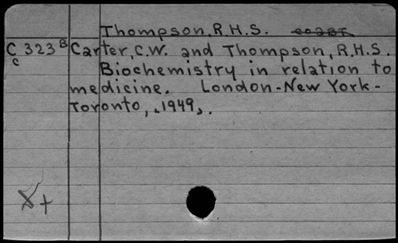 Thompson, R.H.S.
C 323 B Carter, C.W. and Thompson, R.H.S.
c Biochemistry in relation to
medicine. London-New York-
Toronto, 1949.